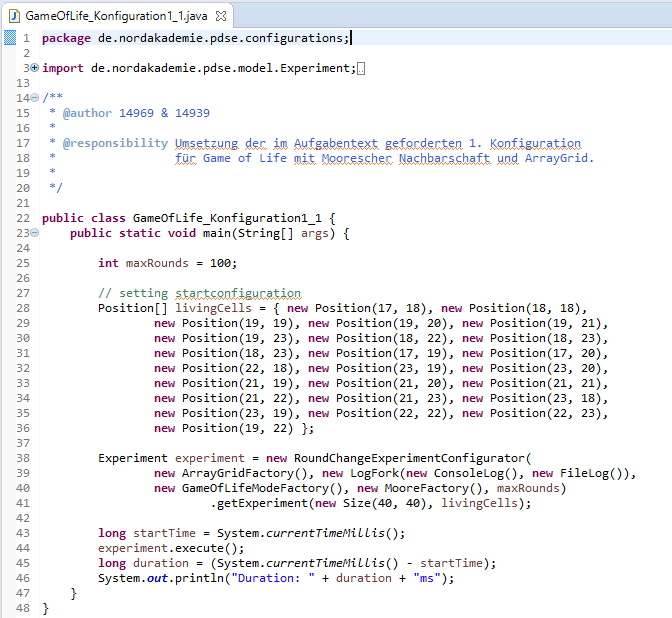 GameOfLife_Konfiguration1_1.java
1 package de.nordakademie.pdse.configurations;
2
3 import de.nordakademie.pdse.model.Experiment;
13
14 /**
15  * @author 14969 & 14939
16  *
17  * @responsibility Umsetzung der im Aufgabentext geforderten 1. Konfiguration
18  *                 für Game of Life mit Moorescher Nachbarschaft und ArrayGrid.
19  *
20  */
21
22 public class GameOfLife_Konfiguration1_1 {
23     public static void main(String[] args) {
24
25         int maxRounds = 100;
26
27         // setting startconfiguration
28         Position[] livingCells = { new Position(17, 18), new Position(18, 18),
29                 new Position(19, 19), new Position(19, 20), new Position(19, 21),
30                 new Position(19, 23), new Position(18, 22), new Position(18, 23),
31                 new Position(18, 23), new Position(17, 19), new Position(17, 20),
32                 new Position(22, 18), new Position(23, 19), new Position(23, 20),
33                 new Position(21, 19), new Position(21, 20), new Position(21, 21),
34                 new Position(21, 22), new Position(21, 23), new Position(23, 18),
35                 new Position(23, 19), new Position(22, 22), new Position(22, 23),
36                 new Position(19, 22) };
37
38         Experiment experiment = new RoundChangeExperimentConfigurator(
39                 new ArrayGridFactory(), new LogFork(new ConsoleLog(), new FileLog()),
40                 new GameOfLifeModeFactory(), new MooreFactory(), maxRounds)
41                         .getExperiment(new Size(40, 40), livingCells);
42
43         long startTime = System.currentTimeMillis();
44         experiment.execute();
45         long duration = (System.currentTimeMillis() - startTime);
46         System.out.println("Duration: " + duration + "ms");
47     }
48 }